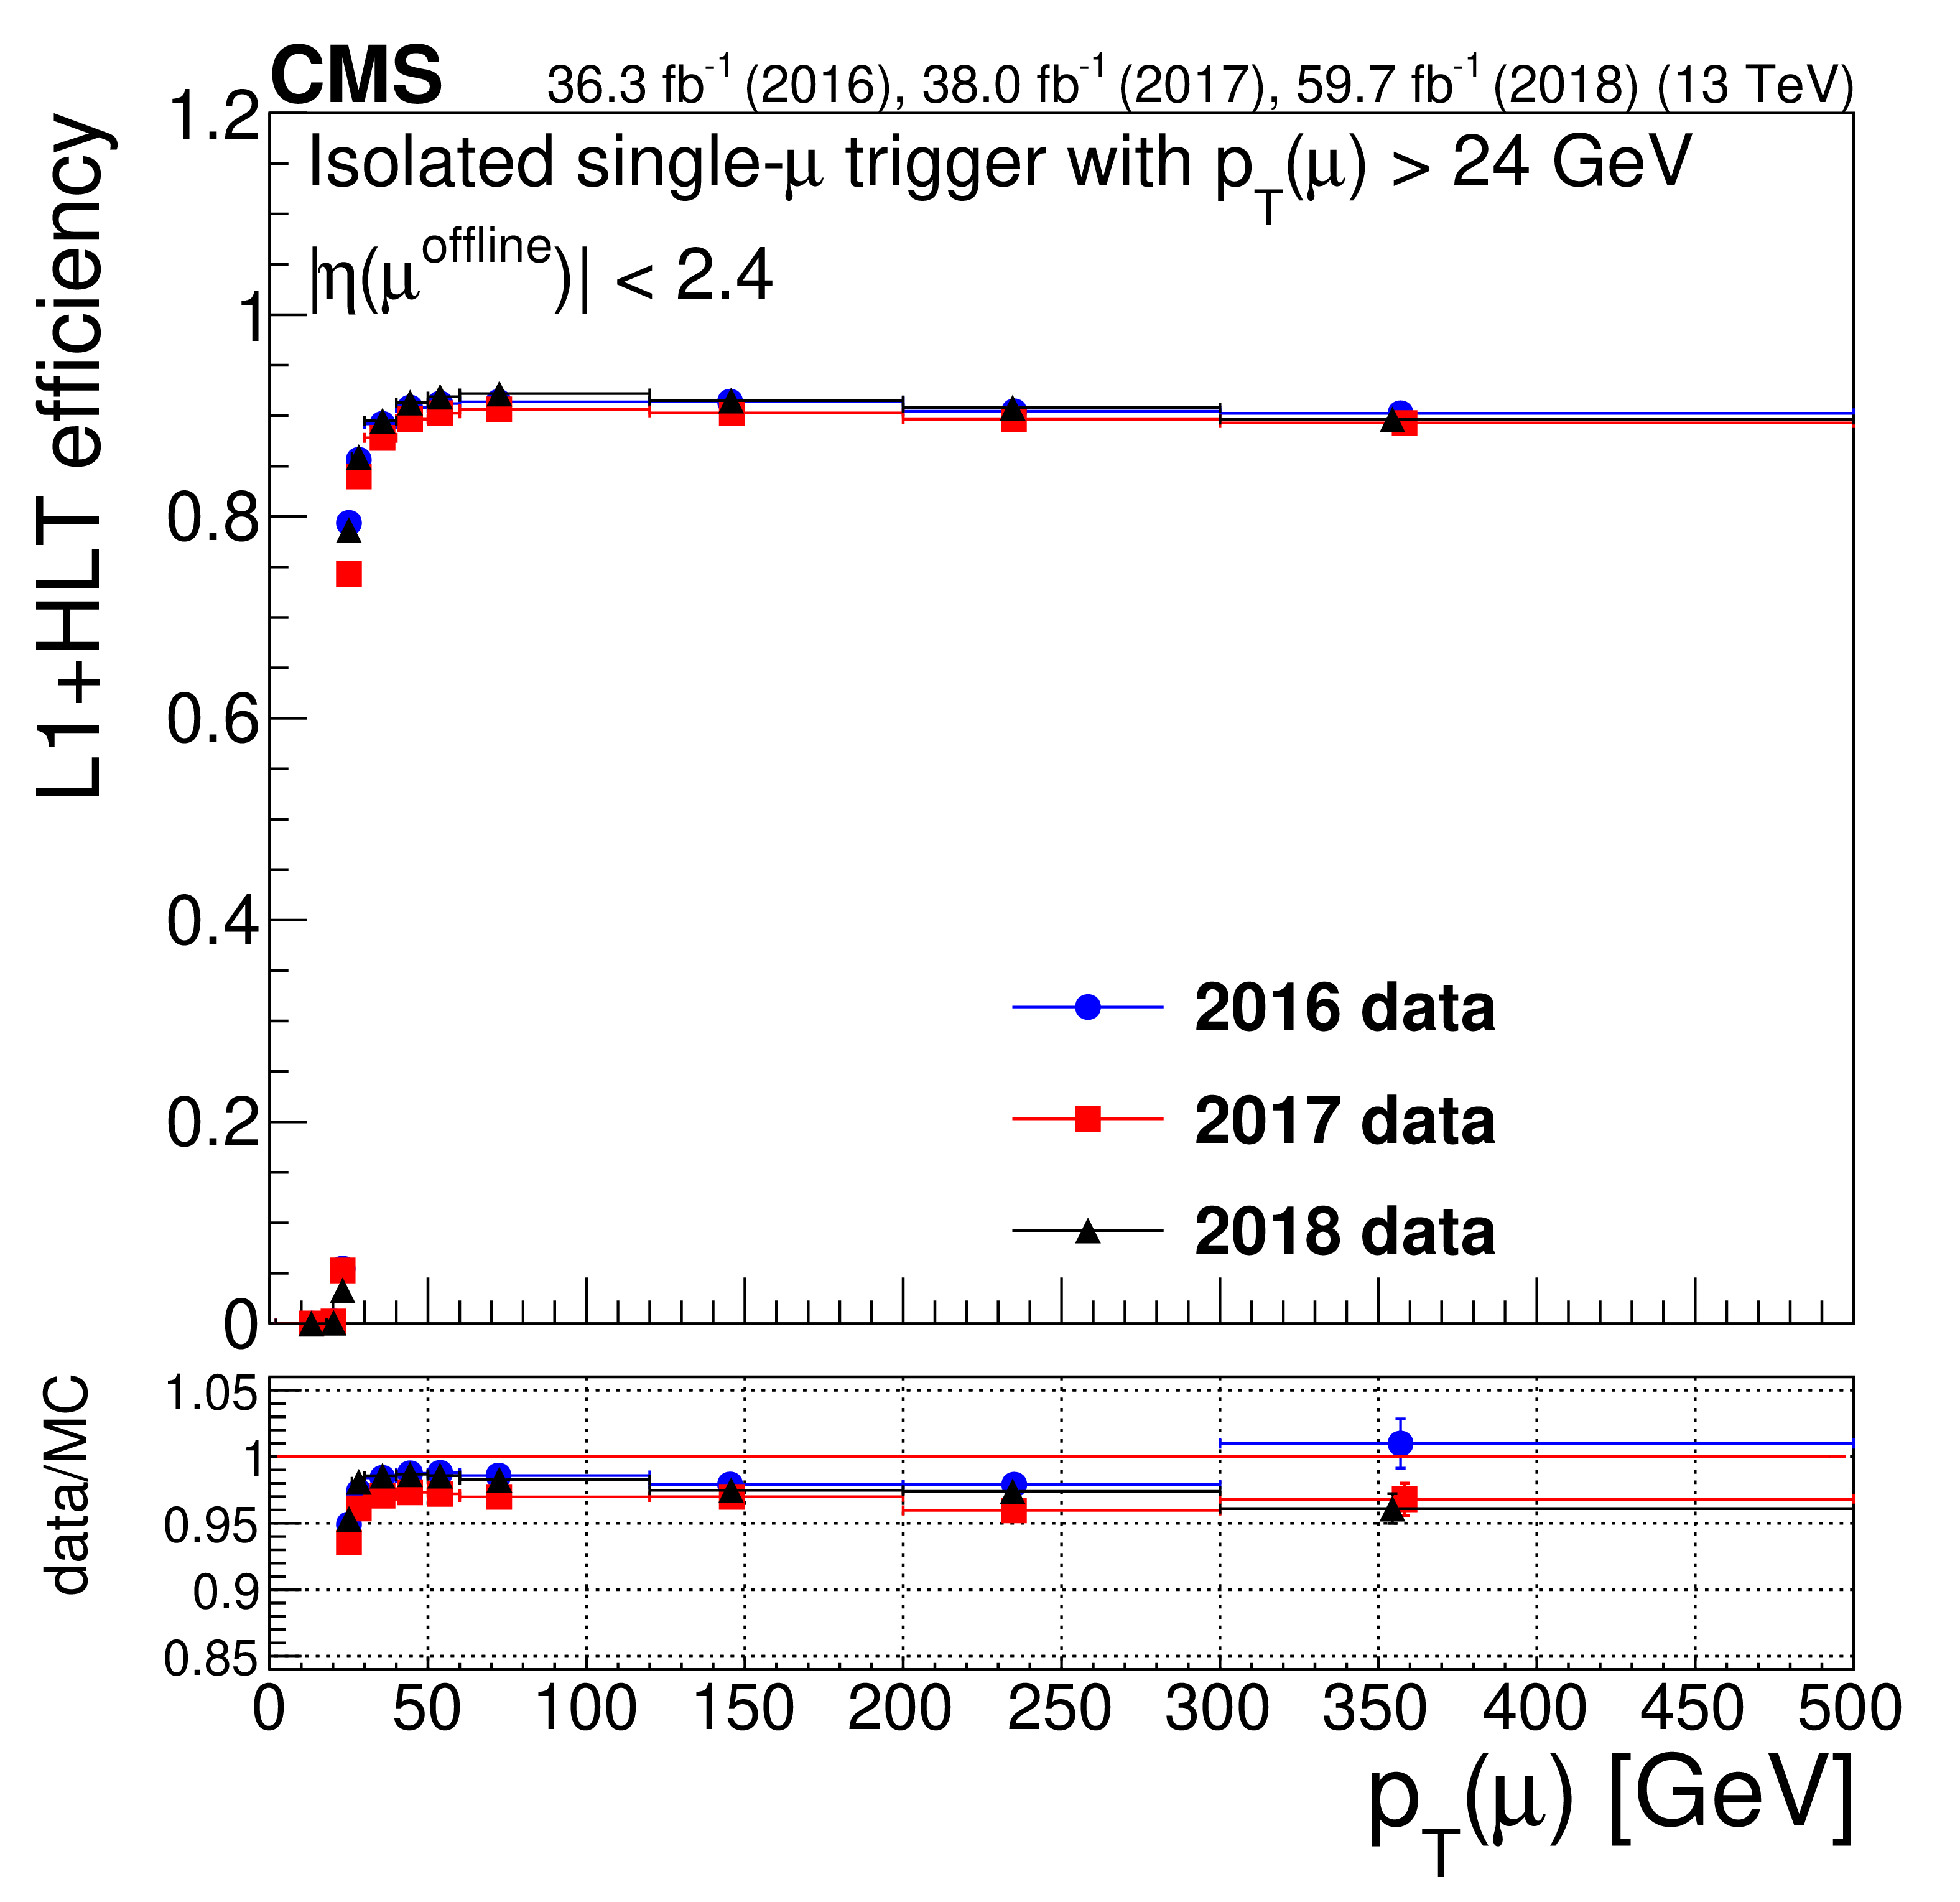 CMS 36.3 fb-1 (2016), 38.0 fb-1 (2017), 59.7 fb-1 (2018) (13 TeV)
Isolated single-μ trigger with pT(μ) > 24 GeV
|η(μoffline)| < 2.4
L1+HLT efficiency
1.2
1
0.8
0.6
0.4
0.2
0
2016 data
2017 data
2018 data
data/MC
1.05
1
0.95
0.9
0.85
0 50 100 150 200 250 300 350 400 450 500
pT(μ) [GeV]